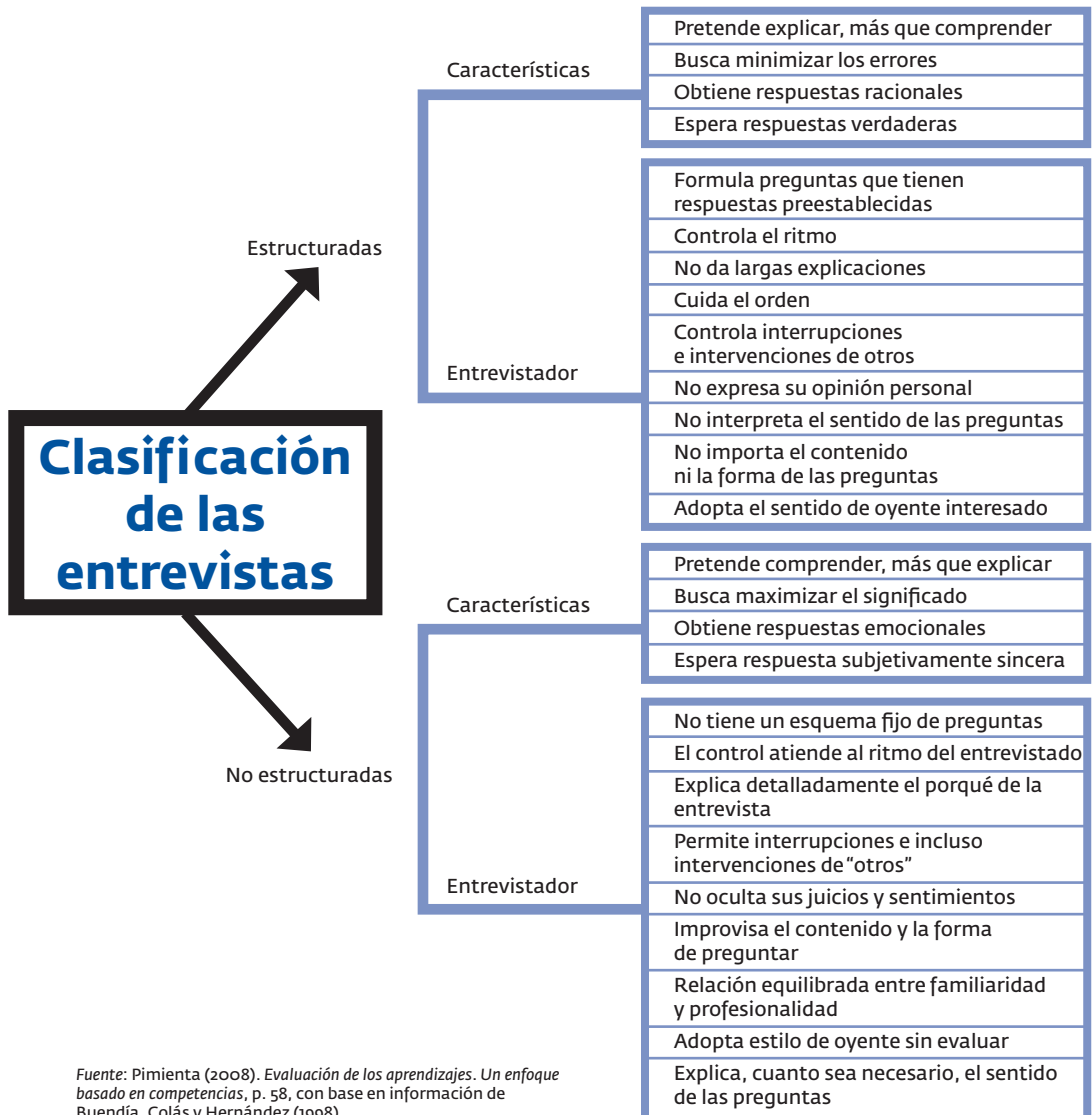 Clasificación
de las
entrevistas
Estructuradas
Características
Pretende explicar, más que comprender
Busca minimizar los errores
Obtiene respuestas racionales
Espera respuestas verdaderas
Entrevistador
Formula preguntas que tienen
respuestas preestablecidas
Controla el ritmo
No da largas explicaciones
Cuida el orden
Controla interrupciones
e intervenciones de otros
No expresa su opinión personal
No interpreta el sentido de las preguntas
No importa el contenido
ni la forma de las preguntas
Adopta el sentido de oyente interesado
No estructuradas
Características
Pretende comprender, más que explicar
Busca maximizar el significado
Obtiene respuestas emocionales
Espera respuesta subjetivamente sincera
Entrevistador
No tiene un esquema fijo de preguntas
El control atiende al ritmo del entrevistado
Explica detalladamente el porqué de la
entrevista
Permite interrupciones e incluso
intervenciones de “otros”
No oculta sus juicios y sentimientos
Improvisa el contenido y la forma
de preguntar
Relación equilibrada entre familiaridad
y profesionalidad
Adopta estilo de oyente sin evaluar
Explica, cuanto sea necesario, el sentido
de las preguntas
Fuente: Pimienta (2008). Evaluación de los aprendizajes. Un enfoque
basado en competencias, p. 58, con base en información de
Buendía, Colás y Hernández (1998)